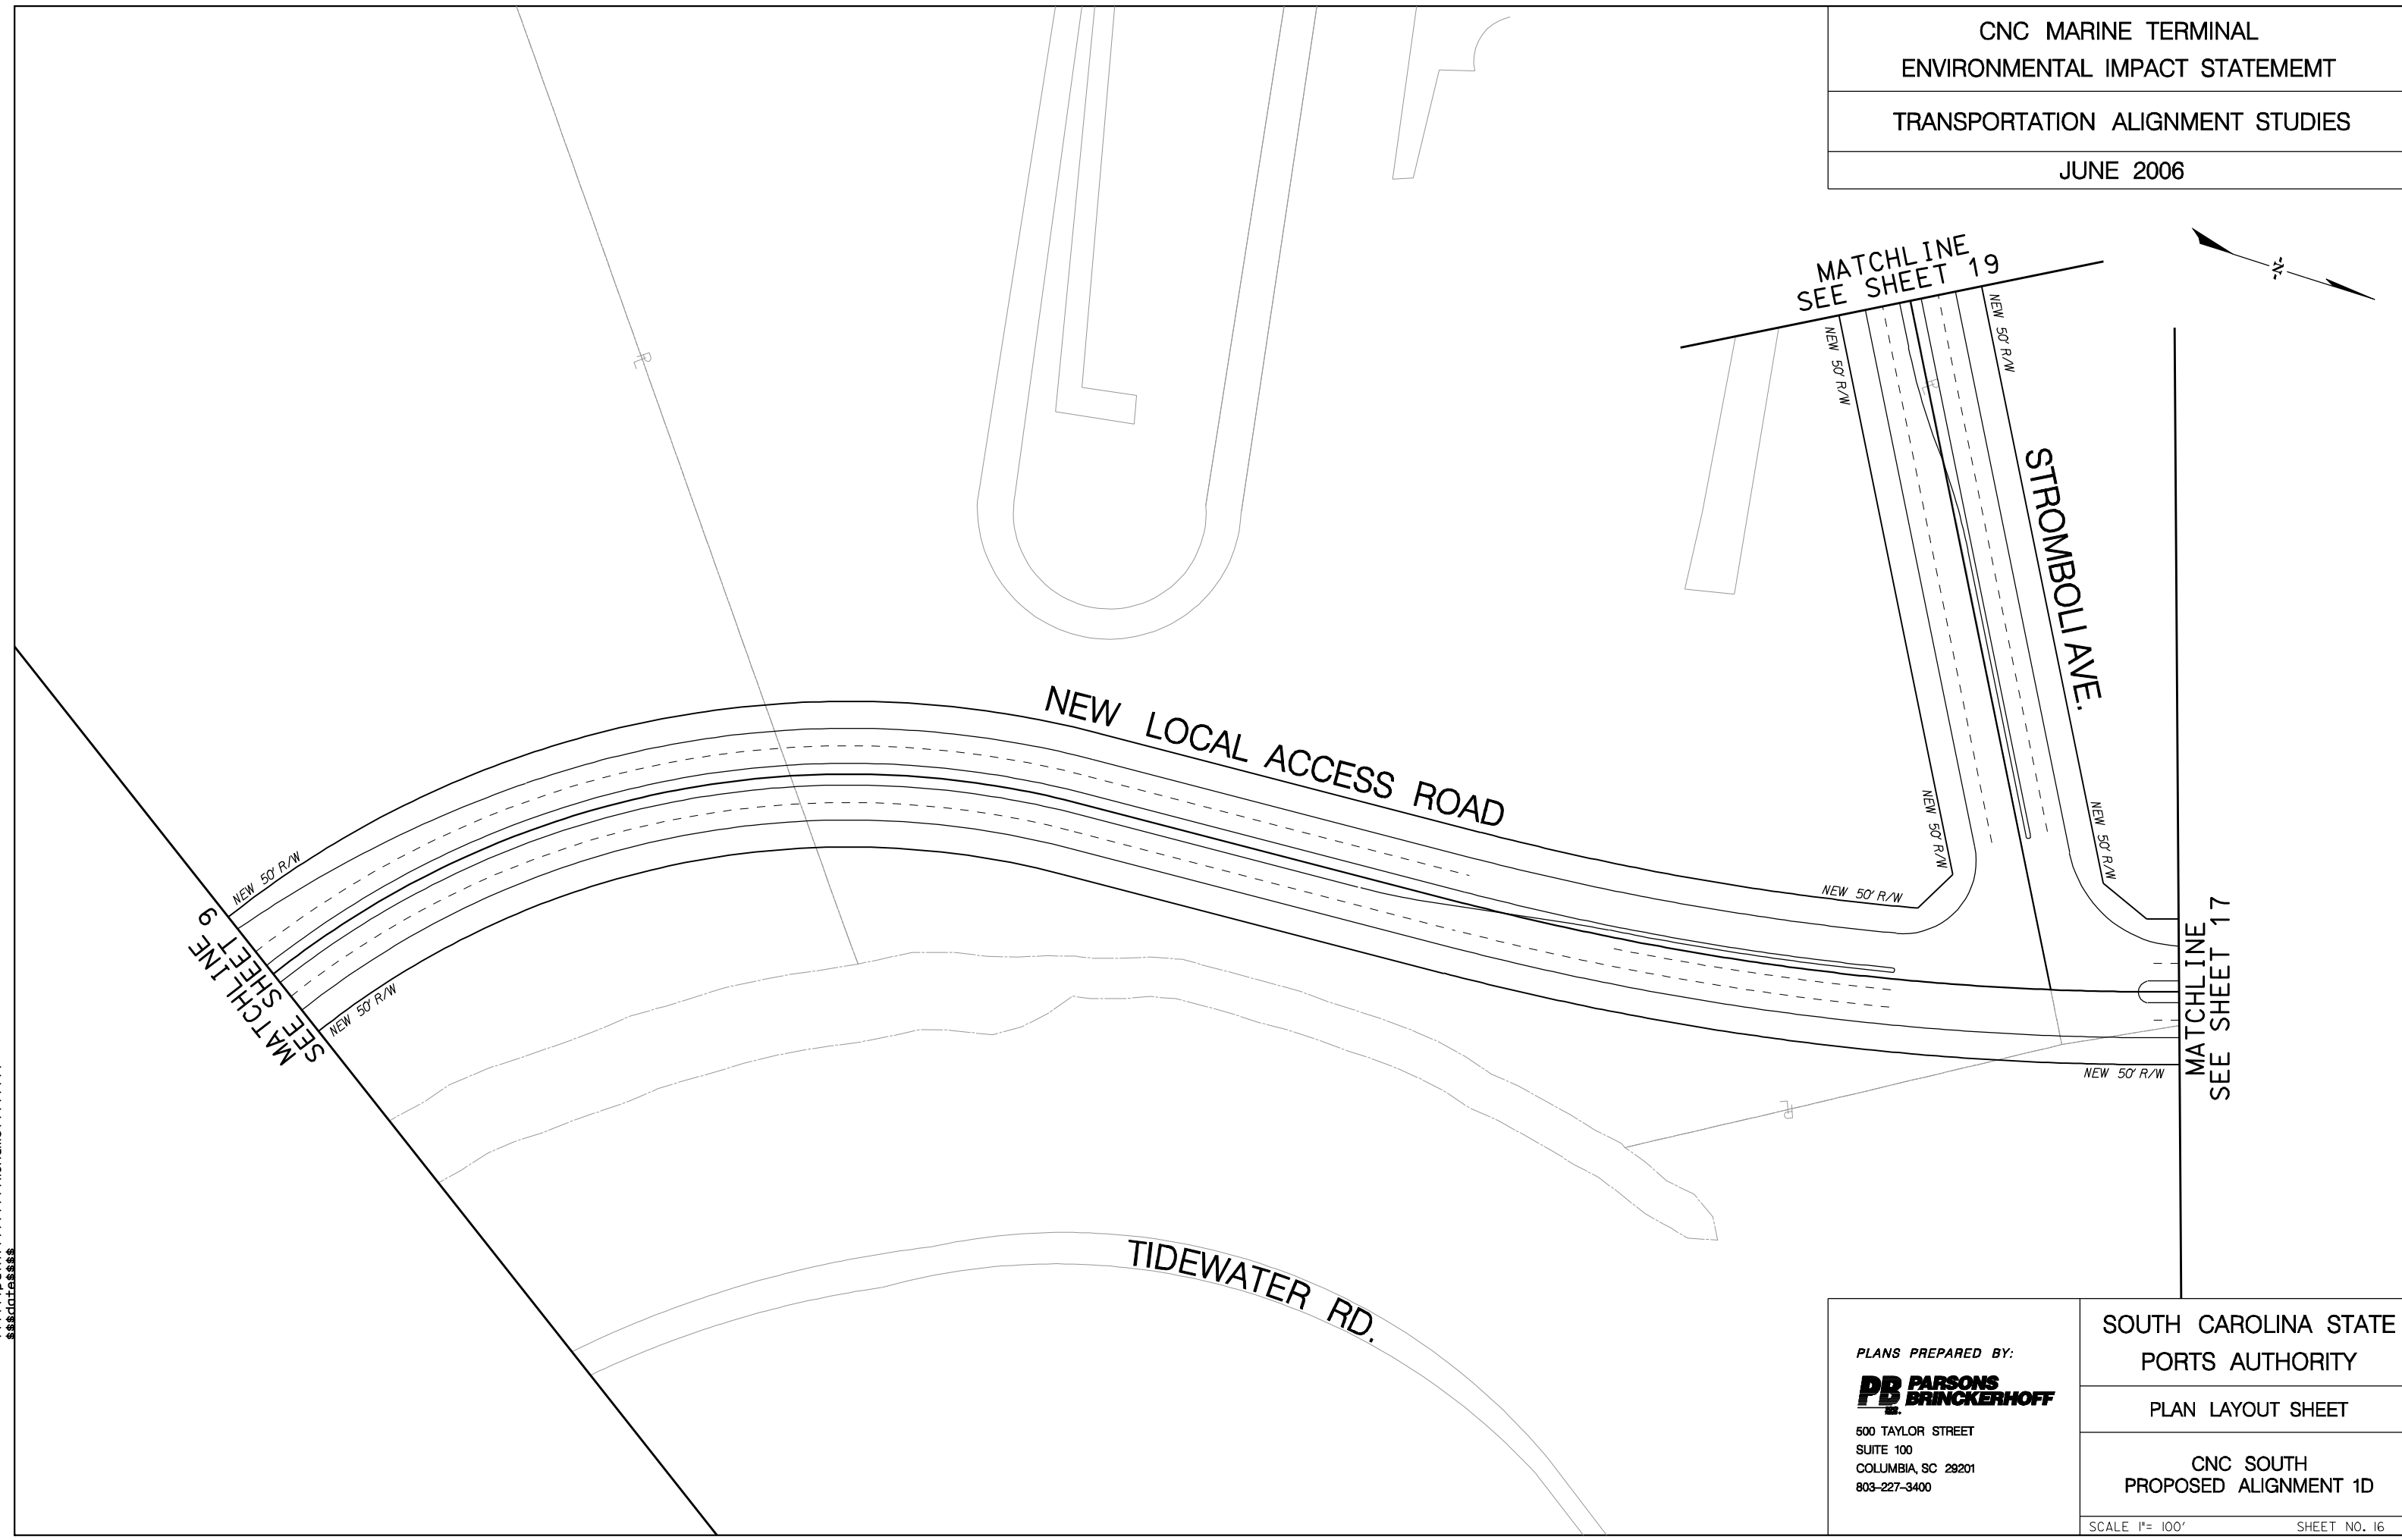 CNC MARINE TERMINAL
ENVIRONMENTAL IMPACT STATEMEMT
TRANSPORTATION ALIGNMENT STUDIES
JUNE 2006
-N-
MATCHLINE
SEE SHEET 19
NEW 50' R/W
NEW 50' R/W
STROMBOLI AVE.
NEW 50' R/W
NEW 50' R/W
PL
PL
NEW LOCAL ACCESS ROAD
NEW 50' R/W
NEW 50' R/W
MATCHLINE
SEE SHEET 9
NEW 50' R/W
MATCHLINE
SEE SHEET 17
NEW 50' R/W
PL
TIDEWATER RD.
$$$date$$$$
PLANS PREPARED BY:
PB PARSONS
BRINCKERHOFF
500 TAYLOR STREET
SUITE 100
COLUMBIA, SC 29201
803-227-3400
SOUTH CAROLINA STATE
PORTS AUTHORITY
PLAN LAYOUT SHEET
CNC SOUTH
PROPOSED ALIGNMENT 1D
SCALE 1"= 100' SHEET NO. 16